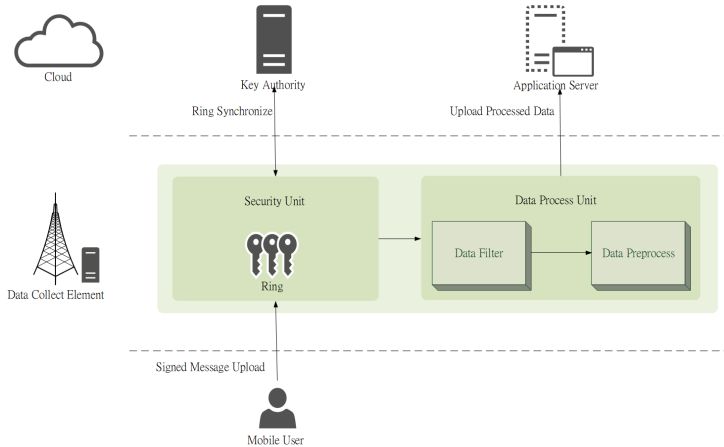 Cloud
Key Authority
Application Server
Ring Synchronize
Upload Processed Data
Security Unit
Data Process Unit
Data Filter
Data Preprocess
Ring
Data Collect Element
Signed Message Upload
Mobile User